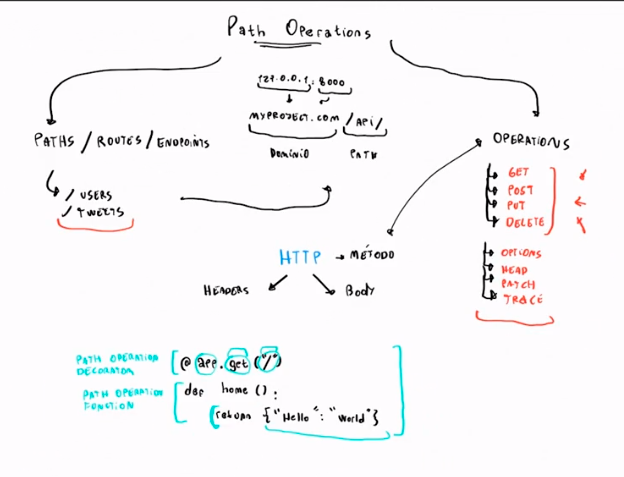 Path Operations
127.0.0.1:8000
MYPROJECT.COM/API/
DOMINIO PATH
PATHS/ROUTES/ENDPOINTS
/USERS
/TWEETS
OPERATIONS
GET
POST
PUT
DELETE
OPTIONS
HEAD
PATCH
TRACE
HTTP → MÉTODO
HEADERS BODY
PATH OPERATION
DECORATOR
@app.get("/")
PATH OPERATION
FUNCTION
def home():
return {"Hello": "World"}